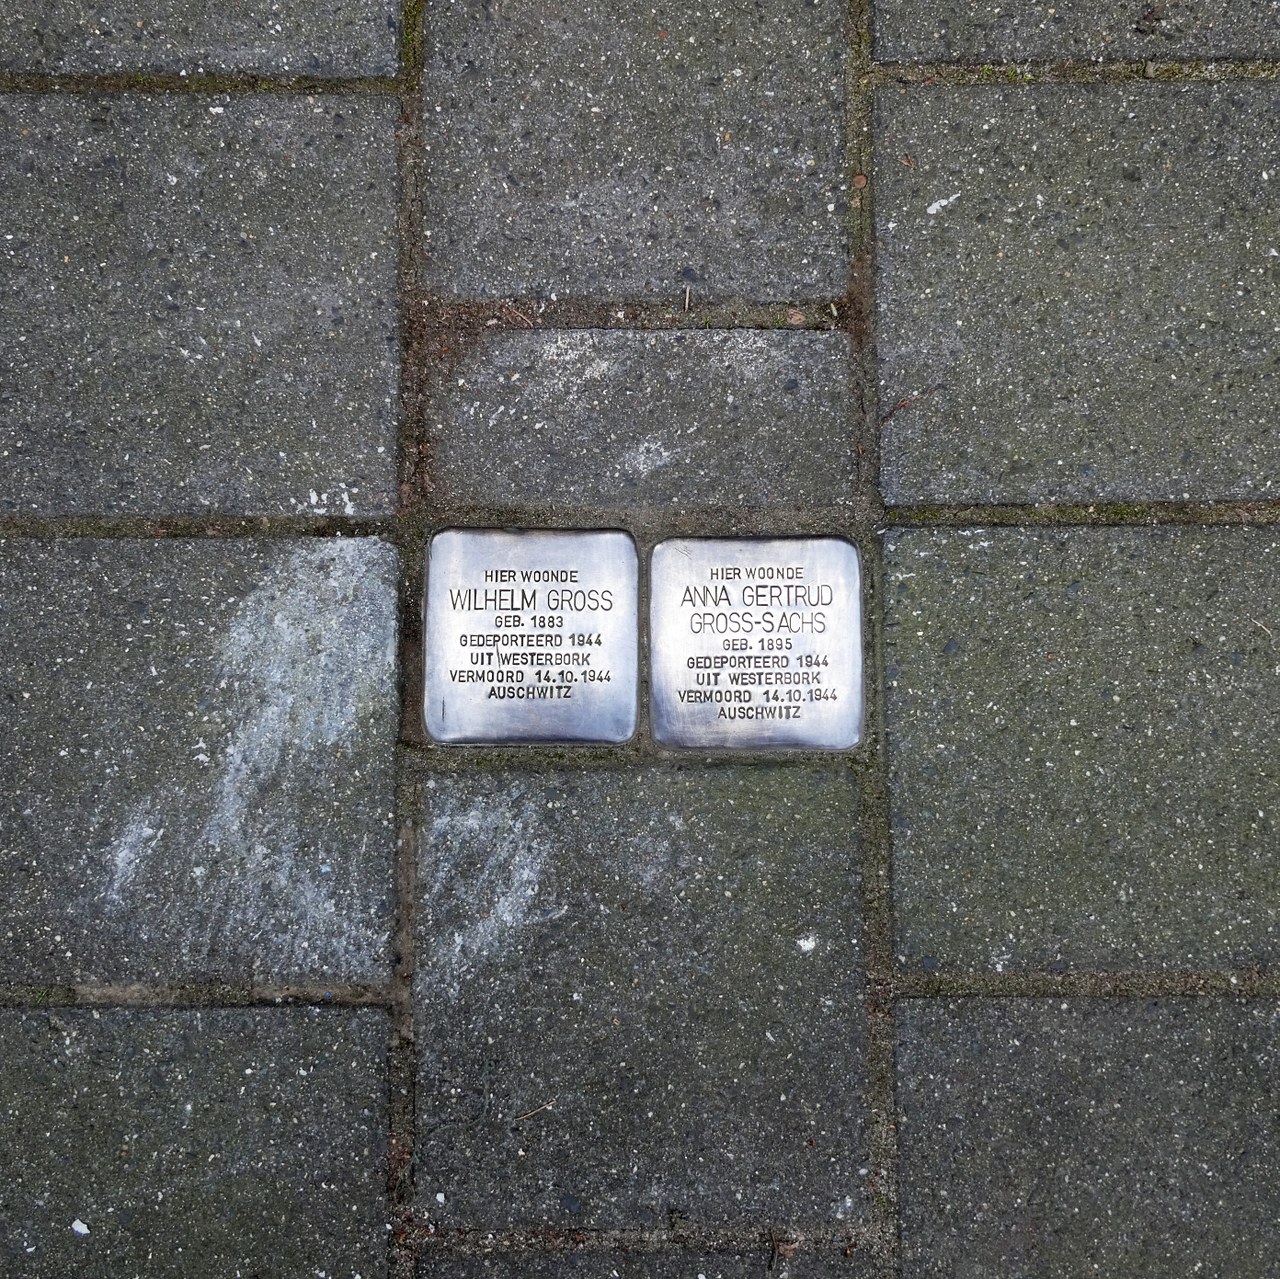 HIER WOONDE
WILHELM GROSS
GEB. 1883
GEDEPORTEERD 1944
UIT WESTERBORK
VERMOORD 14.10.1944
AUSCHWITZ
HIER WOONDE
ANNA GERTRUD
GROSS-SACHS
GEB. 1895
GEDEPORTEERD 1944
UIT WESTERBORK
VERMOORD 14.10.1944
AUSCHWITZ